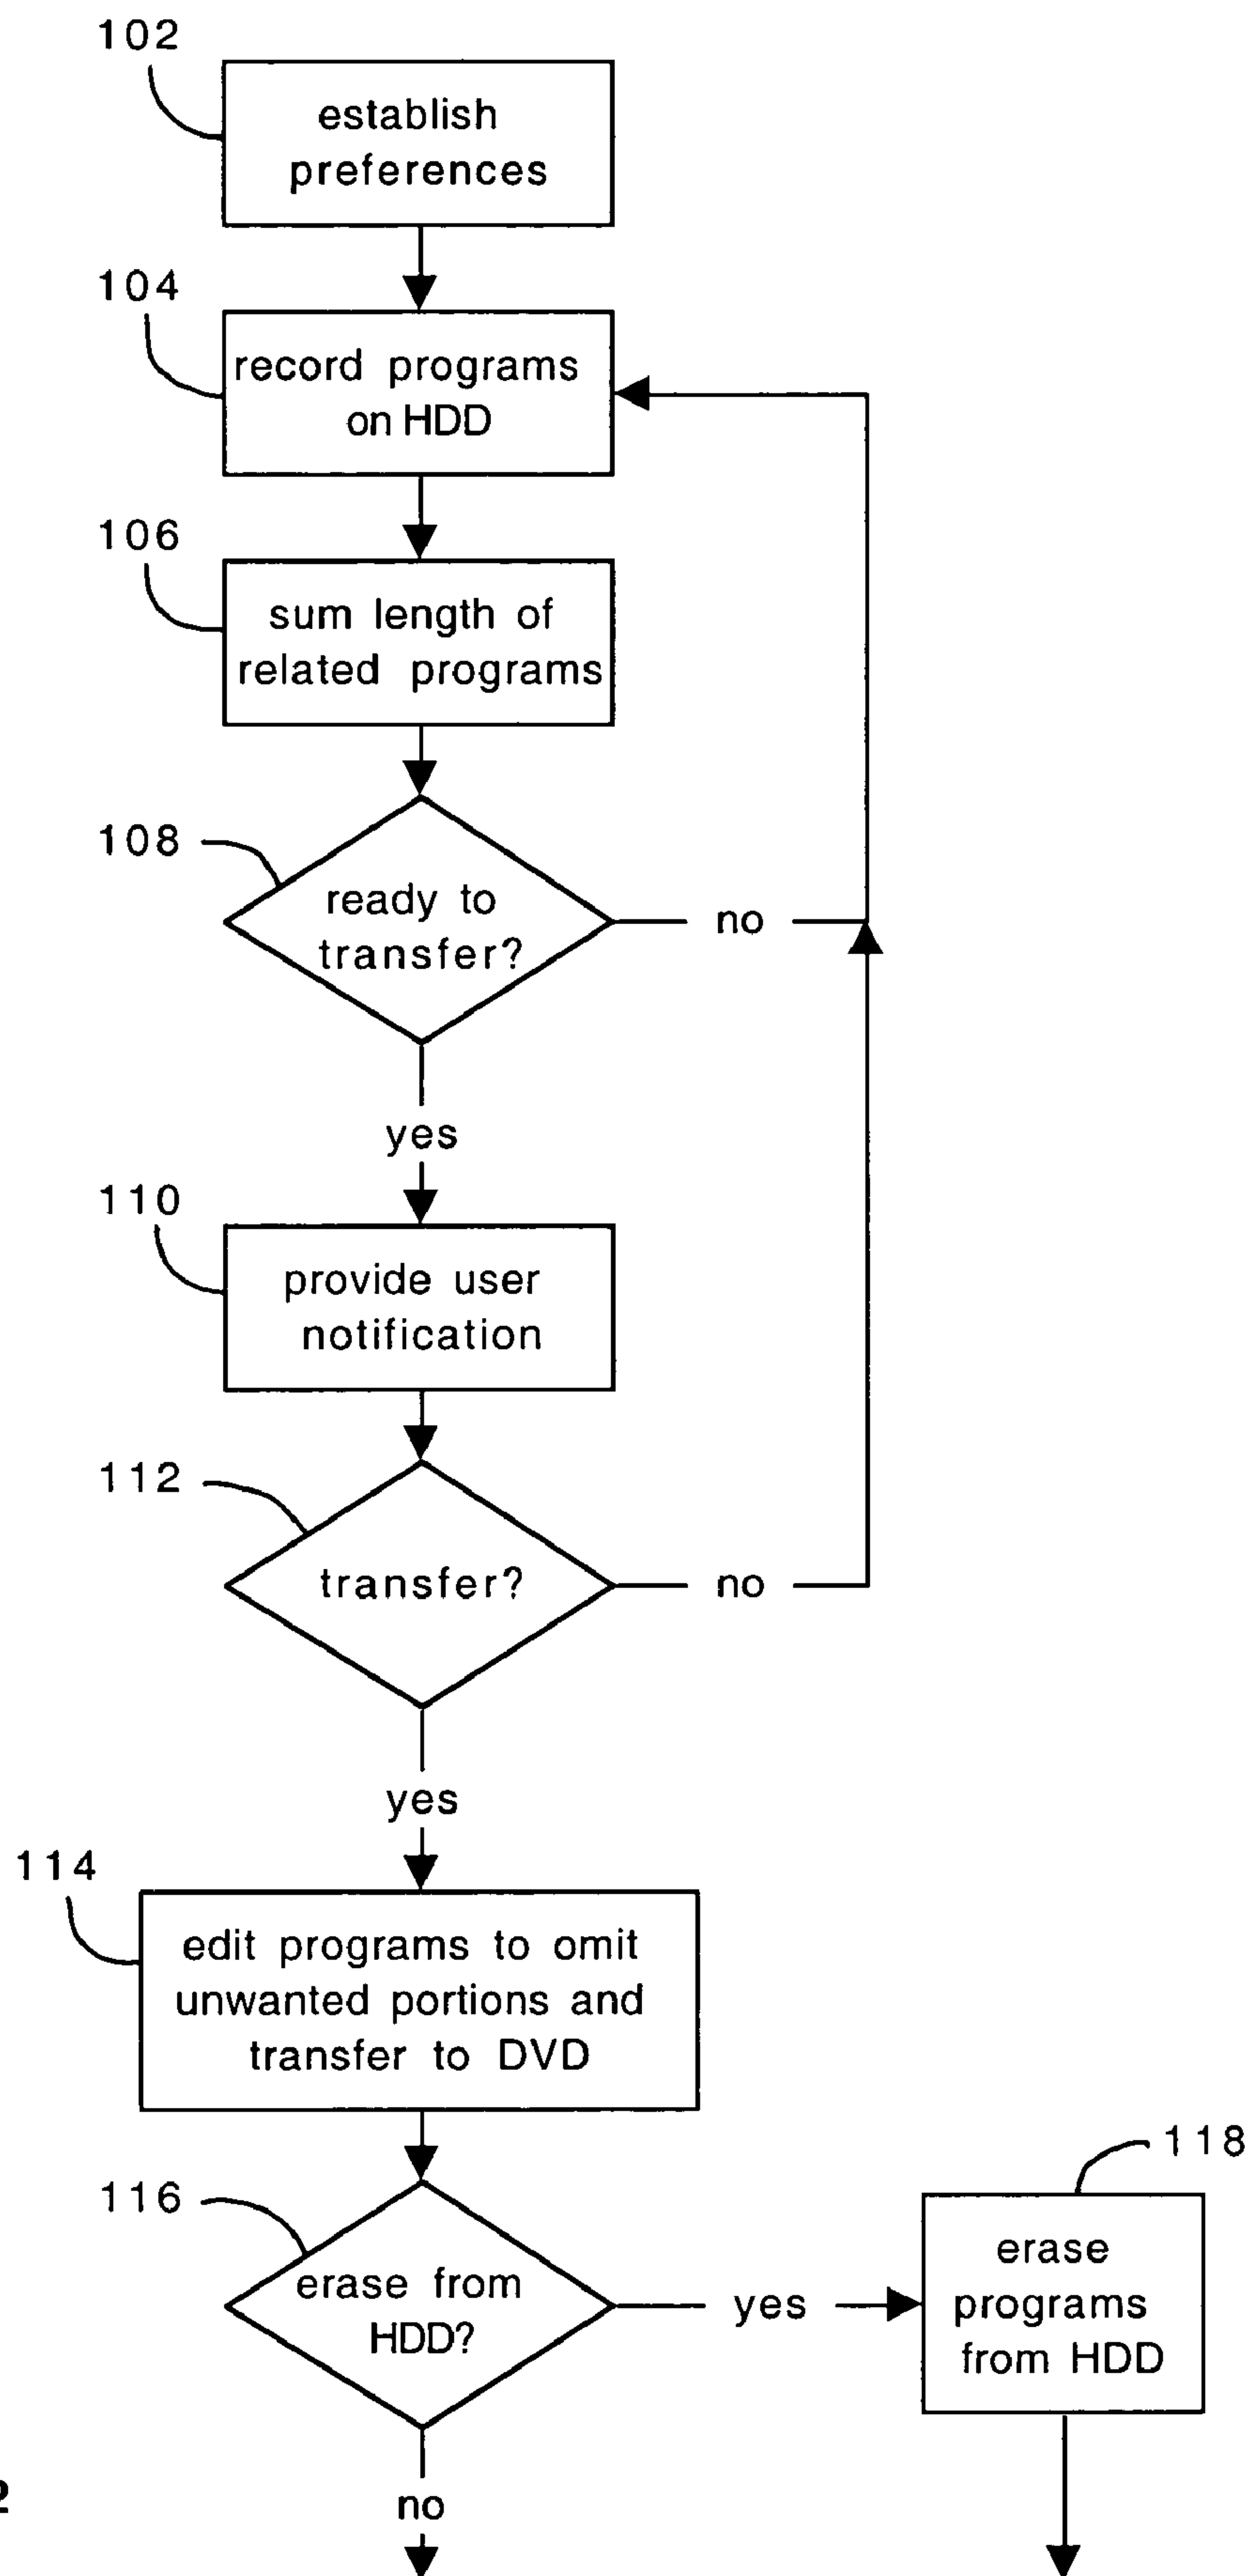 102
establish
preferences
104
record programs
on HDD
106
sum length of
related programs
108
ready to
transfer?
no
yes
110
provide user
notification
112
transfer?
no
yes
114
edit programs to omit
unwanted portions and
transfer to DVD
118
116
erase from
HDD?
yes
erase
programs
from HDD
2
no